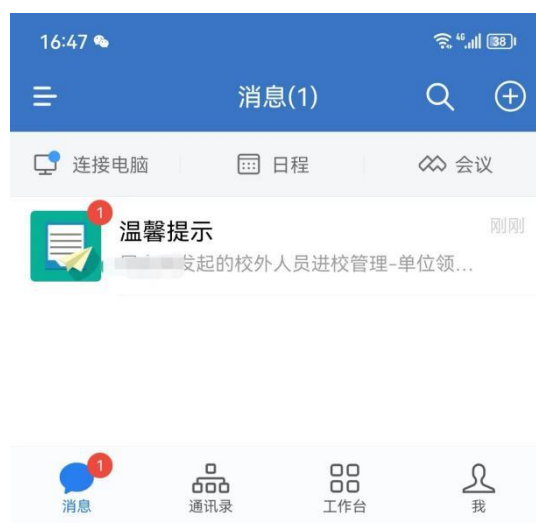 16:47
4G
38
消息(1)
连接电脑
日程
会议
1
温馨提示
刚刚
发起的校外人员进校管理-单位领...
1
消息
通讯录
工作台
我